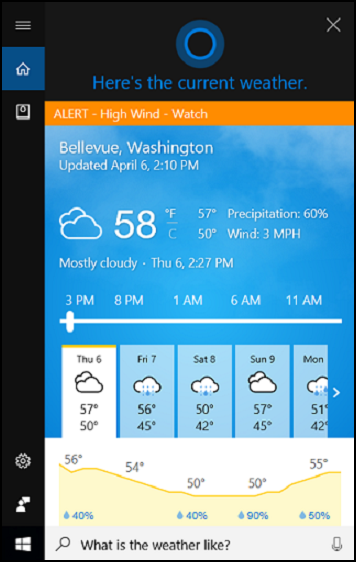 Here's the current weather.
ALERT - High Wind - Watch
Bellevue, Washington
Updated April 6, 2:10 PM
58 °F 57° Precipitation: 60%
C 50° Wind: 3 MPH
Mostly cloudy · Thu 6, 2:27 PM
3 PM 8 PM 1 AM 6 AM 11 AM
Thu 6 Fri 7 Sat 8 Sun 9 Mon
57° 56° 50° 57° 51°
50° 45° 42° 45° 42°
56° 54° 50° 50° 55°
40% 40% 90% 50%
What is the weather like?